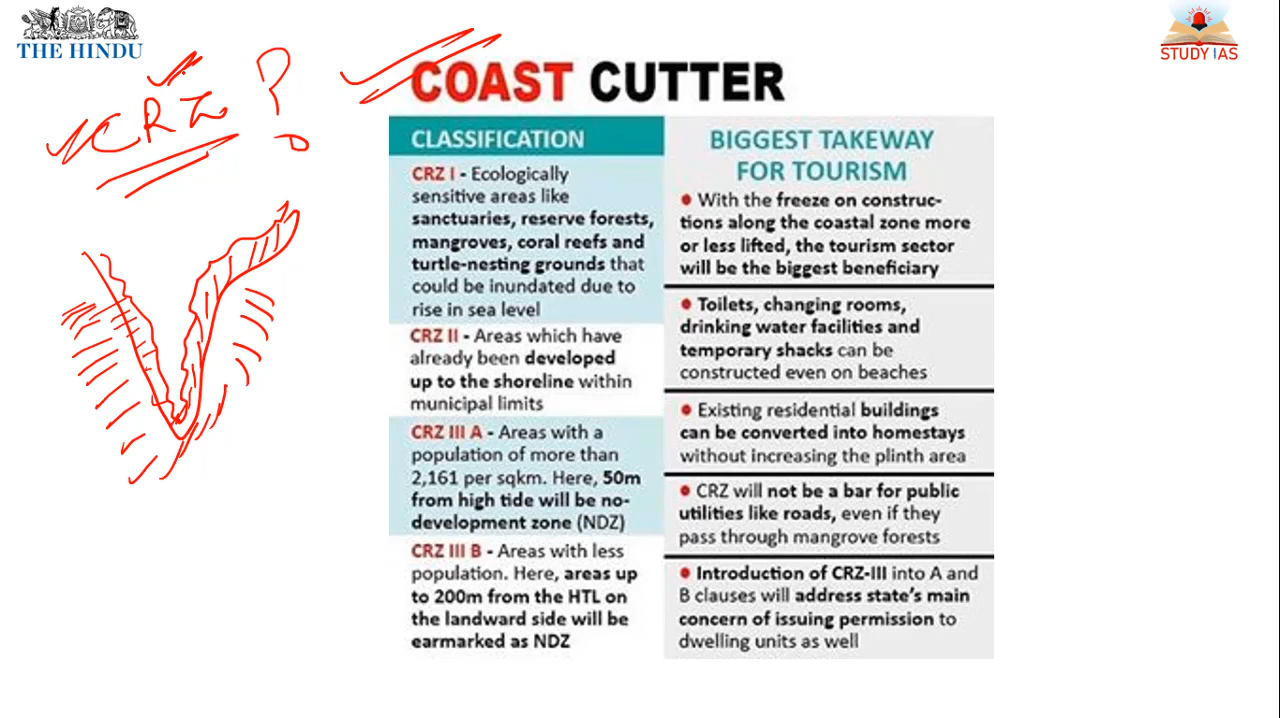 THE HINDU
STUDY IAS
CRZ ?
COAST CUTTER
CLASSIFICATION
CRZ I - Ecologically
sensitive areas like
sanctuaries, reserve forests,
mangroves, coral reefs and
turtle-nesting grounds that
could be inundated due to
rise in sea level
CRZ II - Areas which have
already been developed
up to the shoreline within
municipal limits
CRZ III A - Areas with a
population of more than
2,161 per sqkm. Here, 50m
from high tide will be no-
development zone (NDZ)
CRZ III B - Areas with less
population. Here, areas up
to 200m from the HTL on
the landward side will be
earmarked as NDZ
BIGGEST TAKEWAY
FOR TOURISM
● With the freeze on construc-
tions along the coastal zone more
or less lifted, the tourism sector
will be the biggest beneficiary
● Toilets, changing rooms,
drinking water facilities and
temporary shacks can be
constructed even on beaches
● Existing residential buildings
can be converted into homestays
without increasing the plinth area
● CRZ will not be a bar for public
utilities like roads, even if they
pass through mangrove forests
● Introduction of CRZ-III into A and
B clauses will address state's main
concern of issuing permission to
dwelling units as well